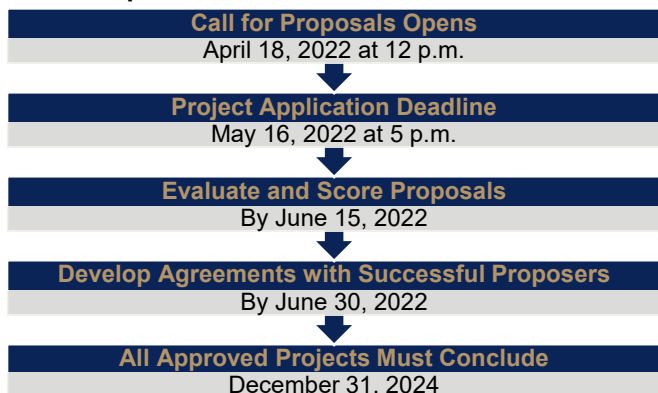 Call for Proposals Opens
April 18, 2022 at 12 p.m.
Project Application Deadline
May 16, 2022 at 5 p.m.
Evaluate and Score Proposals
By June 15, 2022
Develop Agreements with Successful Proposers
By June 30, 2022
All Approved Projects Must Conclude
December 31, 2024